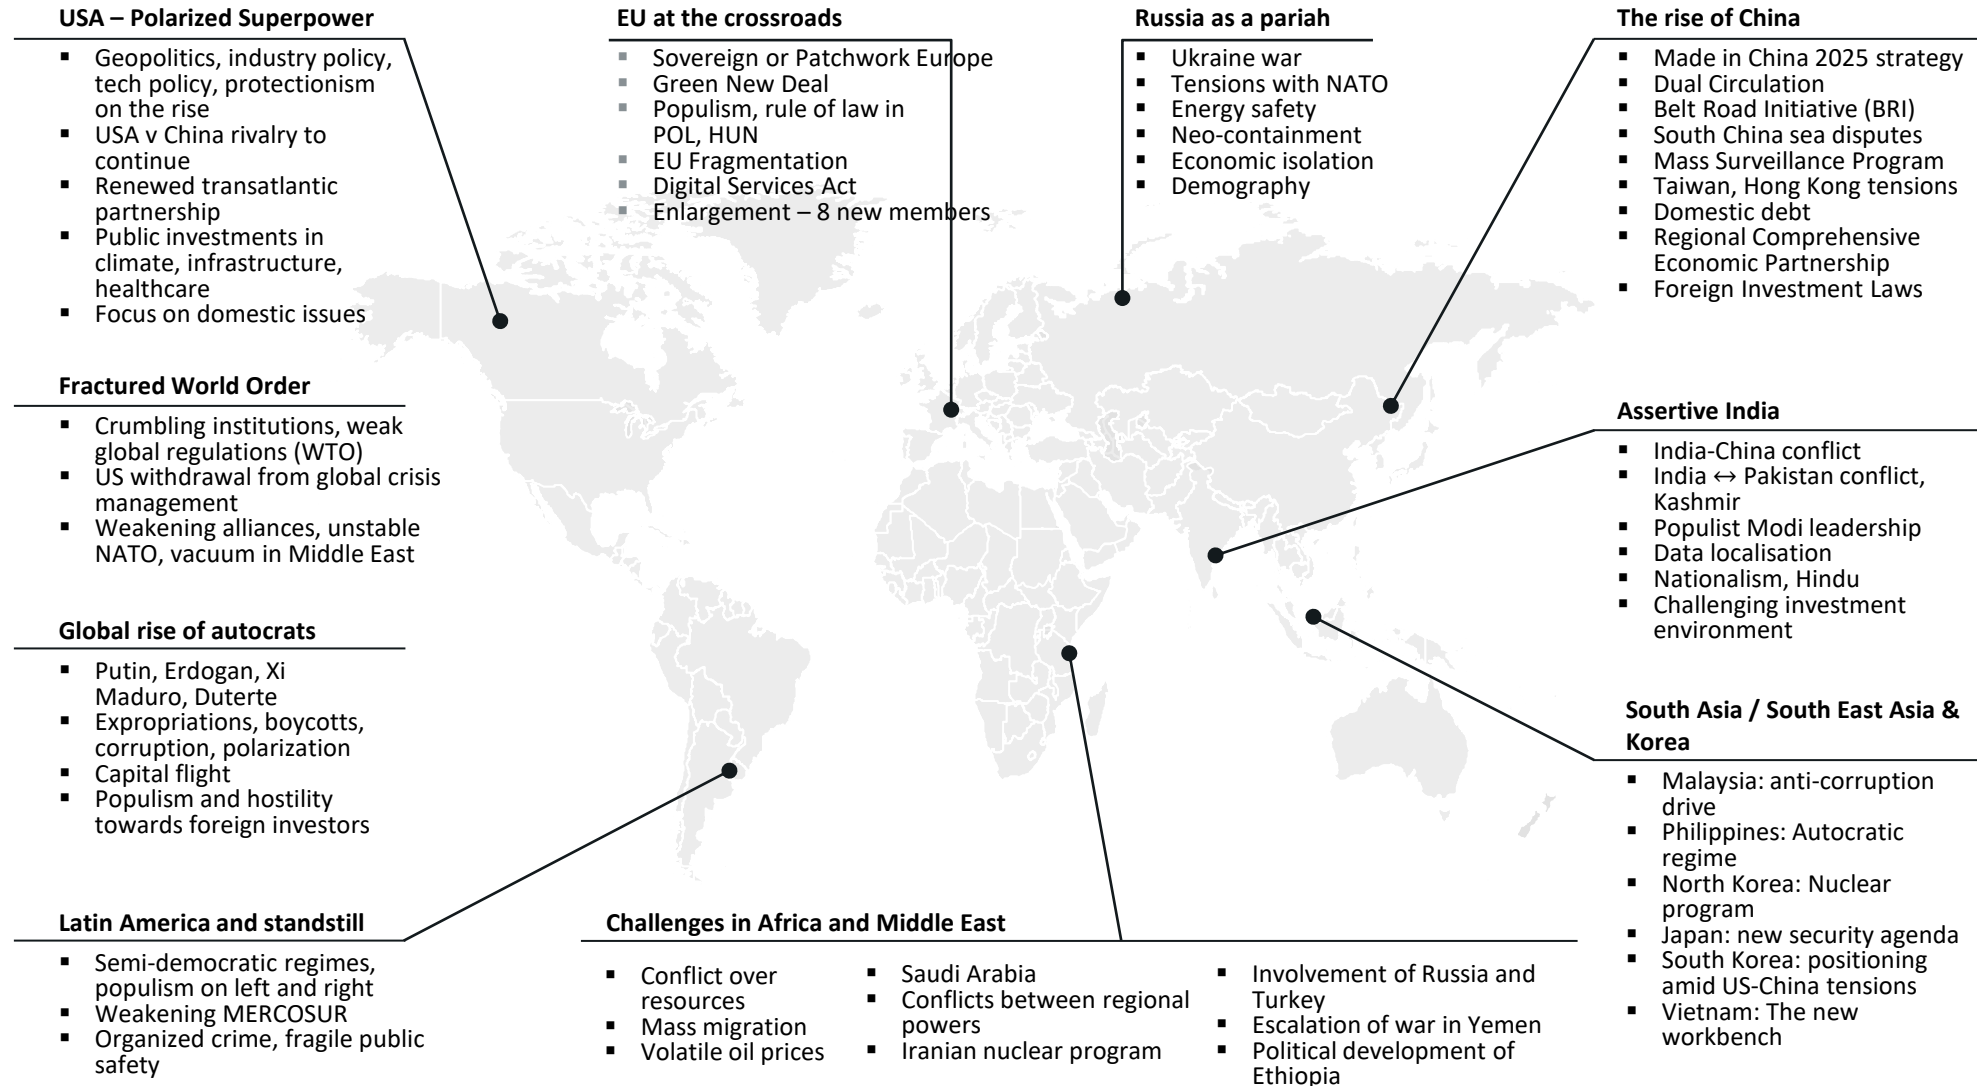 USA – Polarized Superpower
Geopolitics, industry policy,
tech policy, protectionism
on the rise
USA v China rivalry to
continue
Renewed transatlantic
partnership
Public investments in
climate, infrastructure,
healthcare
Focus on domestic issues
Fractured World Order
Crumbling institutions, weak
global regulations (WTO)
US withdrawal from global crisis
management
Weakening alliances, unstable
NATO, vacuum in Middle East
Global rise of autocrats
Putin, Erdogan, Xi
Maduro, Duterte
Expropriations, boycotts,
corruption, polarization
Capital flight
Populism and hostility
towards foreign investors
Latin America and standstill
Semi-democratic regimes,
populism on left and right
Weakening MERCOSUR
Organized crime, fragile public
safety
EU at the crossroads
Sovereign or Patchwork Europe
Green New Deal
Populism, rule of law in
POL, HUN
EU Fragmentation
Digital Services Act
Enlargement – 8 new members
Russia as a pariah
Ukraine war
Tensions with NATO
Energy safety
Neo-containment
Economic isolation
Demography
The rise of China
Made in China 2025 strategy
Dual Circulation
Belt Road Initiative (BRI)
South China sea disputes
Mass Surveillance Program
Taiwan, Hong Kong tensions
Domestic debt
Regional Comprehensive
Economic Partnership
Foreign Investment Laws
Assertive India
India-China conflict
India ↔ Pakistan conflict,
Kashmir
Populist Modi leadership
Data localisation
Nationalism, Hindu
Challenging investment
environment
South Asia / South East Asia &
Korea
Malaysia: anti-corruption
drive
Philippines: Autocratic
regime
North Korea: Nuclear
program
Japan: new security agenda
South Korea: positioning
amid US-China tensions
Vietnam: The new
workbench
Challenges in Africa and Middle East
Conflict over
resources
Mass migration
Volatile oil prices
Saudi Arabia
Conflicts between regional
powers
Iranian nuclear program
Involvement of Russia and
Turkey
Escalation of war in Yemen
Political development of
Ethiopia